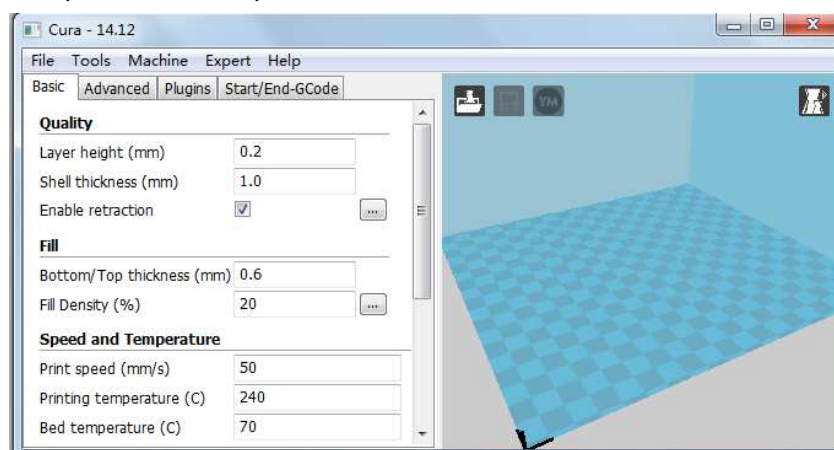 Cura - 14.12
File Tools Machine Expert Help
Basic Advanced Plugins Start/End-GCode
Quality
Layer height (mm) 0.2
Shell thickness (mm) 1.0
Enable retraction ...
Fill
Bottom/Top thickness (mm) 0.6
Fill Density (%) 20 ...
Speed and Temperature
Print speed (mm/s) 50
Printing temperature (C) 240
Bed temperature (C) 70
YM